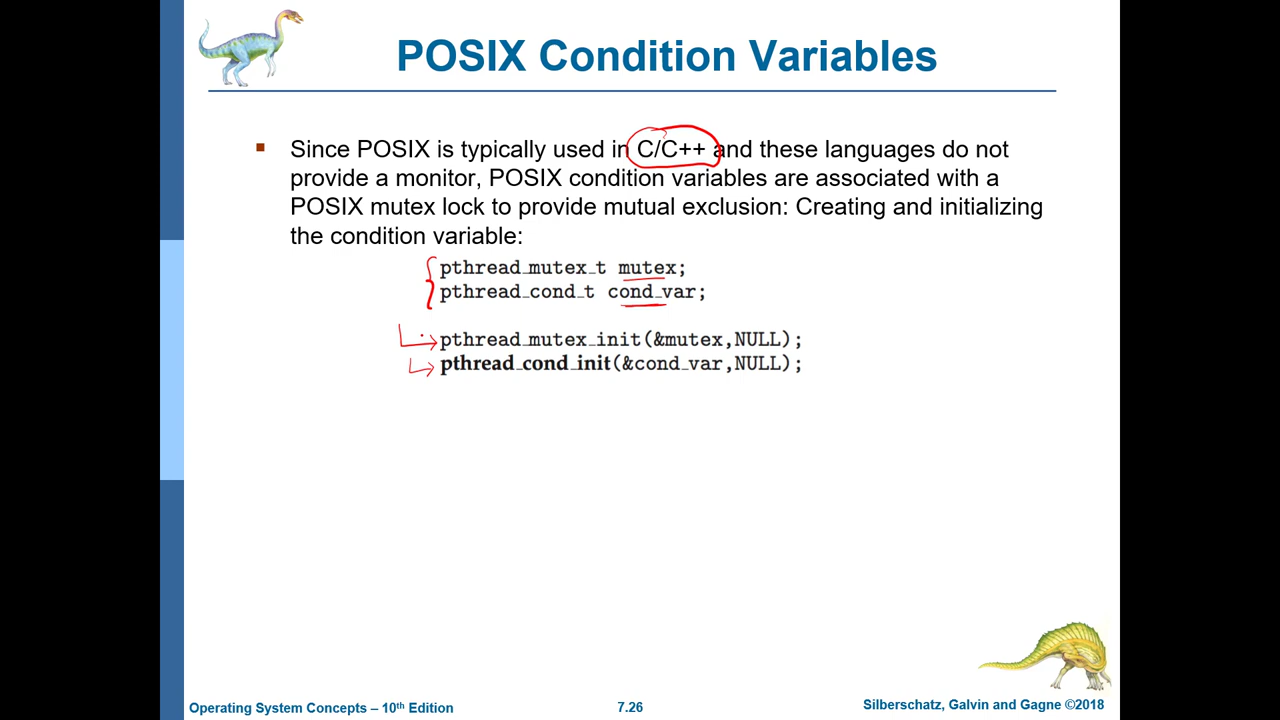 POSIX Condition Variables
Since POSIX is typically used in C/C++ and these languages do not
provide a monitor, POSIX condition variables are associated with a
POSIX mutex lock to provide mutual exclusion: Creating and initializing
the condition variable:
pthread_mutex_t mutex;
pthread_cond_t cond_var;
pthread_mutex_init(&mutex,NULL);
pthread_cond_init(&cond_var,NULL);
Operating System Concepts – 10th Edition
7.26
Silberschatz, Galvin and Gagne ©2018